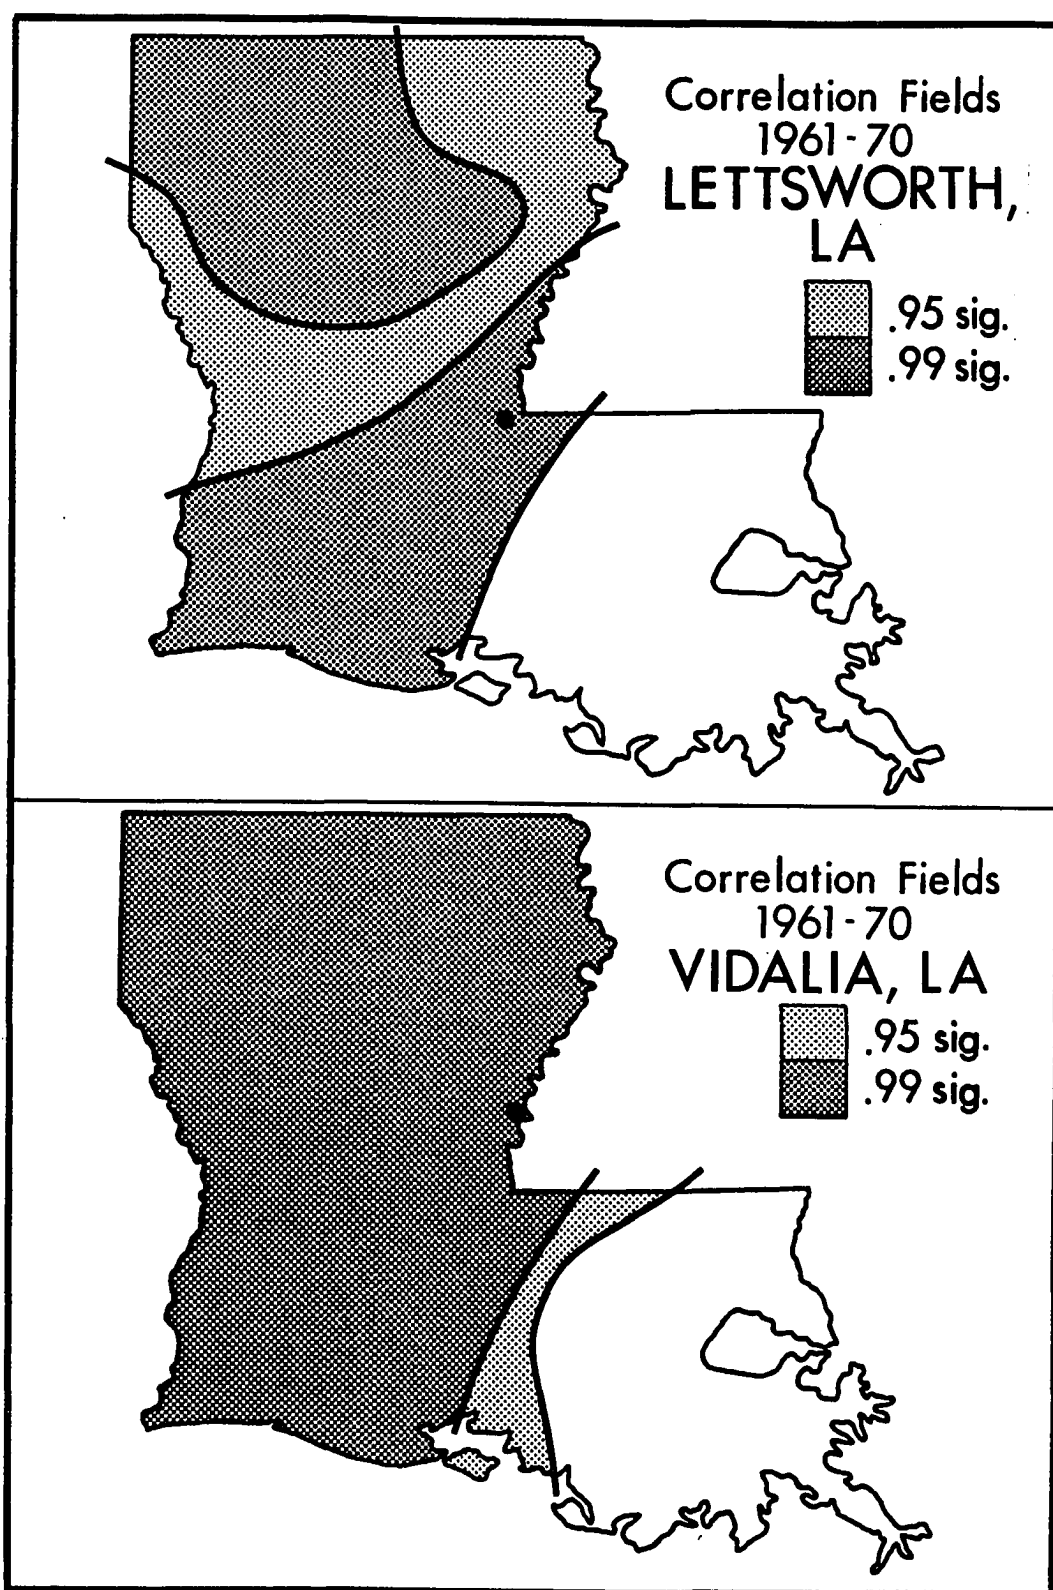 Correlation Fields
1961-70
LETTSWORTH,
LA
.95 sig.
.99 sig.
Correlation Fields
1961-70
VIDALIA, LA
.95 sig.
.99 sig.